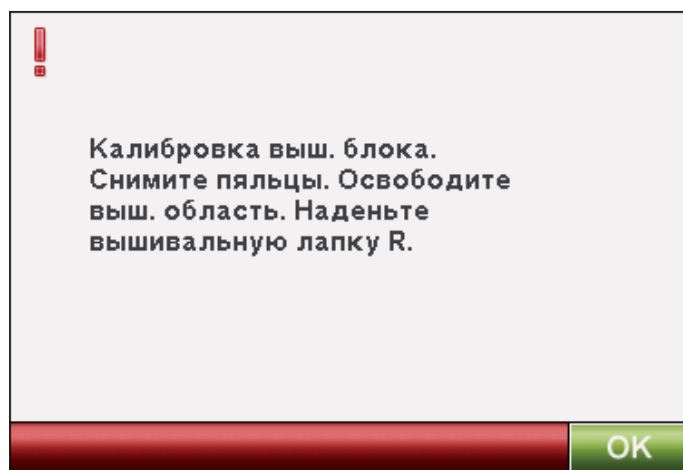 Калибровка выш. блока.
Снимите пяльцы. Освободите
выш. область. Наденьте
вышивальную лапку R.
OK